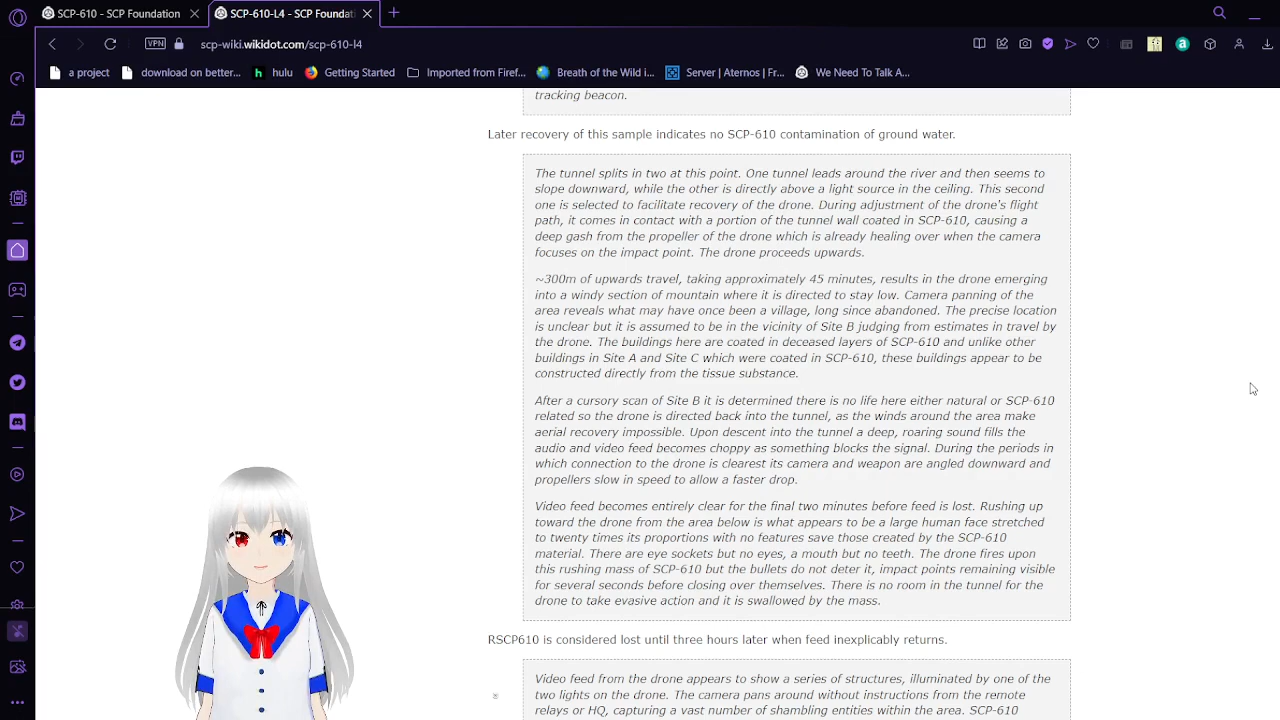 SCP-610 - SCP Foundation
SCP-610-L4 - SCP Foundati
VPN
scp-wiki.wikidot.com/scp-610-l4
a project
download on better...
hulu
Getting Started
Imported from Firef...
Breath of the Wild i...
Server | Aternos | Fr...
We Need To Talk A...
tracking beacon.
Later recovery of this sample indicates no SCP-610 contamination of ground water.
The tunnel splits in two at this point. One tunnel leads around the river and then seems to
slope downward, while the other is directly above a light source in the ceiling. This second
one is selected to facilitate recovery of the drone. During adjustment of the drone's flight
path, it comes in contact with a portion of the tunnel wall coated in SCP-610, causing a
deep gash from the propeller of the drone which is already healing over when the camera
focuses on the impact point. The drone proceeds upwards.
~300m of upwards travel, taking approximately 45 minutes, results in the drone emerging
into a windy section of mountain where it is directed to stay low. Camera panning of the
area reveals what may have once been a village, long since abandoned. The precise location
is unclear but it is assumed to be in the vicinity of Site B judging from estimates in travel by
the drone. The buildings here are coated in deceased layers of SCP-610 and unlike other
buildings in Site A and Site C which were coated in SCP-610, these buildings appear to be
constructed directly from the tissue substance.
After a cursory scan of Site B it is determined there is no life here either natural or SCP-610
related so the drone is directed back into the tunnel, as the winds around the area make
aerial recovery impossible. Upon descent into the tunnel a deep, roaring sound fills the
audio and video feed becomes choppy as something blocks the signal. During the periods in
which connection to the drone is clearest its camera and weapon are angled downward and
propellers slow in speed to allow a faster drop.
Video feed becomes entirely clear for the final two minutes before feed is lost. Rushing up
toward the drone from the area below is what appears to be a large human face stretched
to twenty times its proportions with no features save those created by the SCP-610
material. There are eye sockets but no eyes, a mouth but no teeth. The drone fires upon
this rushing mass of SCP-610 but the bullets do not deter it, impact points remaining visible
for several seconds before closing over themselves. There is no room in the tunnel for the
drone to take evasive action and it is swallowed by the mass.
RSCP610 is considered lost until three hours later when feed inexplicably returns.
Video feed from the drone appears to show a series of structures, illuminated by one of the
two lights on the drone. The camera pans around without instructions from the remote
relays or HQ, capturing a vast number of shambling entities within the area. SCP-610